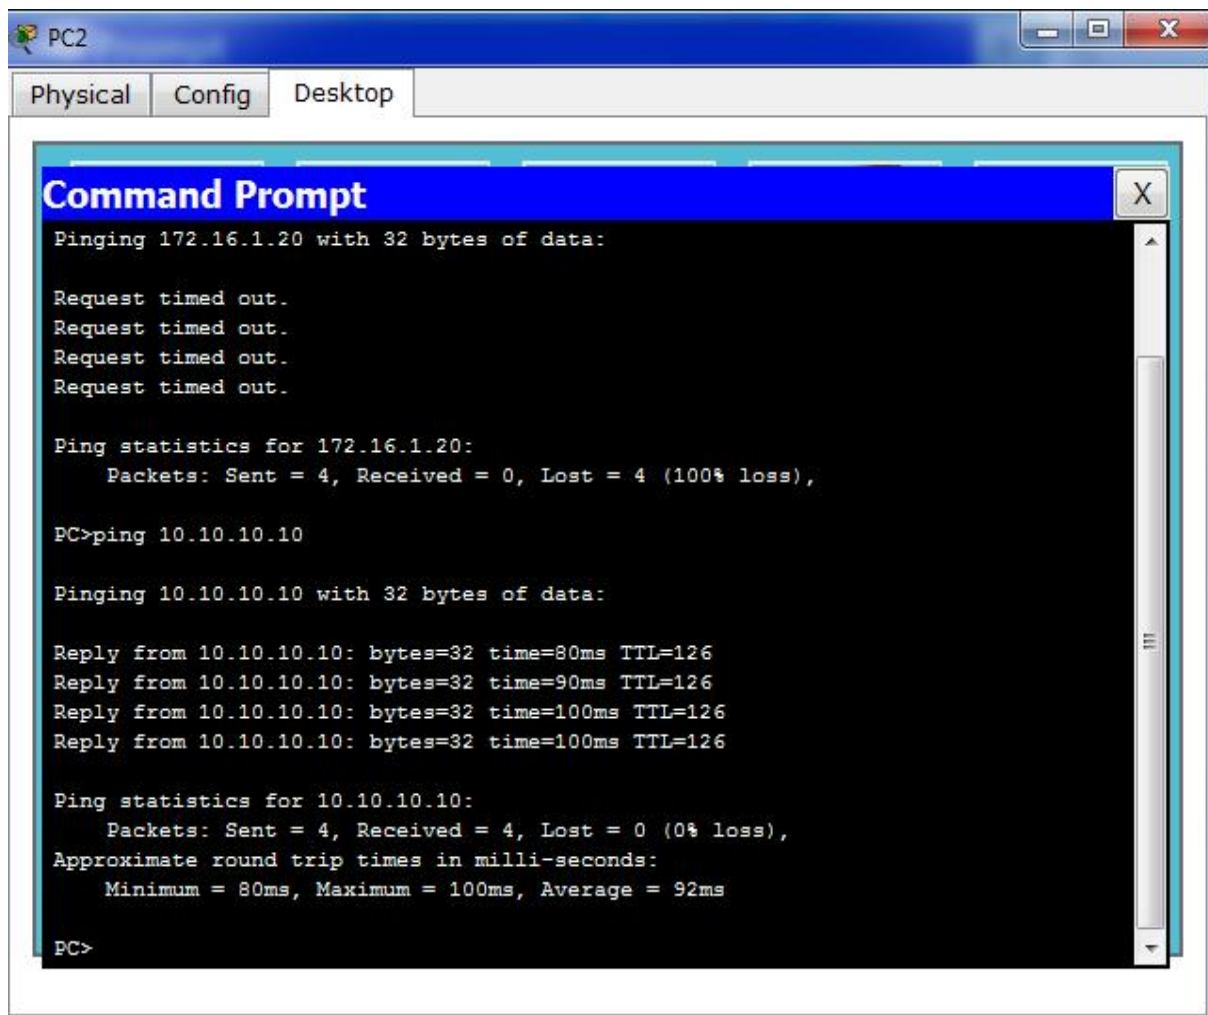 PC2
Physical Config Desktop
Command Prompt X
Pinging 172.16.1.20 with 32 bytes of data:
Request timed out.
Request timed out.
Request timed out.
Request timed out.
Ping statistics for 172.16.1.20:
Packets: Sent = 4, Received = 0, Lost = 4 (100% loss),
PC>ping 10.10.10.10
Pinging 10.10.10.10 with 32 bytes of data:
Reply from 10.10.10.10: bytes=32 time=80ms TTL=126
Reply from 10.10.10.10: bytes=32 time=90ms TTL=126
Reply from 10.10.10.10: bytes=32 time=100ms TTL=126
Reply from 10.10.10.10: bytes=32 time=100ms TTL=126
Ping statistics for 10.10.10.10:
Packets: Sent = 4, Received = 4, Lost = 0 (0% loss),
Approximate round trip times in milli-seconds:
Minimum = 80ms, Maximum = 100ms, Average = 92ms
PC>